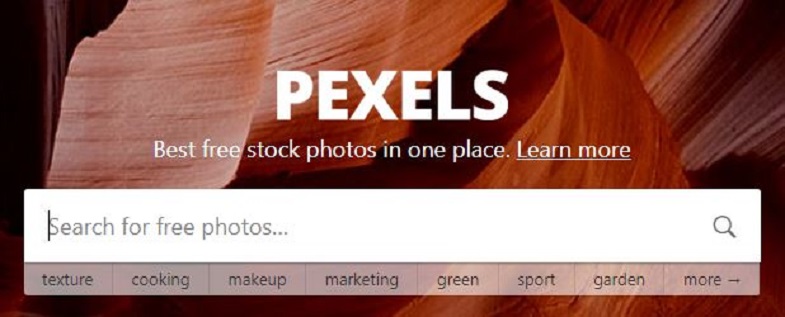 PEXELS
Best free stock photos in one place. Learn more
Search for free photos...
texture cooking makeup marketing green sport garden more →